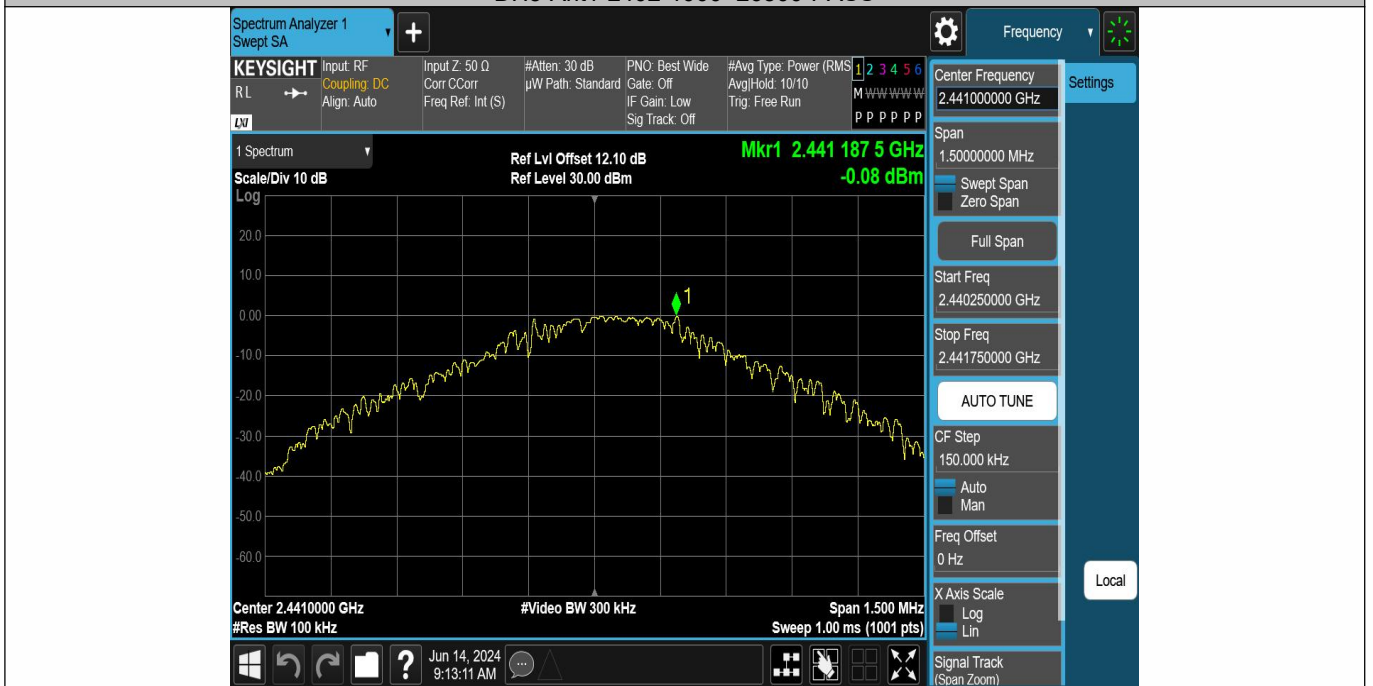 Spectrum Analyzer 1
Swept SA
+
Frequency
KEYSIGHT
RL
LXI
Input: RF
Coupling: DC
Align: Auto
Input Z: 50 Ω
Corr CCorr
Freq Ref: Int (S)
#Atten: 30 dB
µW Path: Standard
PNO: Best Wide
Gate: Off
IF Gain: Low
Sig Track: Off
#Avg Type: Power (RMS
Avg|Hold: 10/10
Trig: Free Run
1 2 3 4 5 6
M W W W W W
P P P P P P
1 Spectrum
Scale/Div 10 dB
Log
Ref Lvl Offset 12.10 dB
Ref Level 30.00 dBm
Mkr1 2.441 187 5 GHz
-0.08 dBm
20.0
10.0
0.00
-10.0
-20.0
-30.0
-40.0
-50.0
-60.0
1
Center 2.4410000 GHz
#Res BW 100 kHz
#Video BW 300 kHz
Span 1.500 MHz
Sweep 1.00 ms (1001 pts)
Center Frequency
2.441000000 GHz
Settings
Span
1.50000000 MHz
Swept Span
Zero Span
Full Span
Start Freq
2.440250000 GHz
Stop Freq
2.441750000 GHz
AUTO TUNE
CF Step
150.000 kHz
Auto
Man
Freq Offset
0 Hz
Local
X Axis Scale
Log
Lin
Signal Track
(Span Zoom)
?
Jun 14, 2024
9:13:11 AM